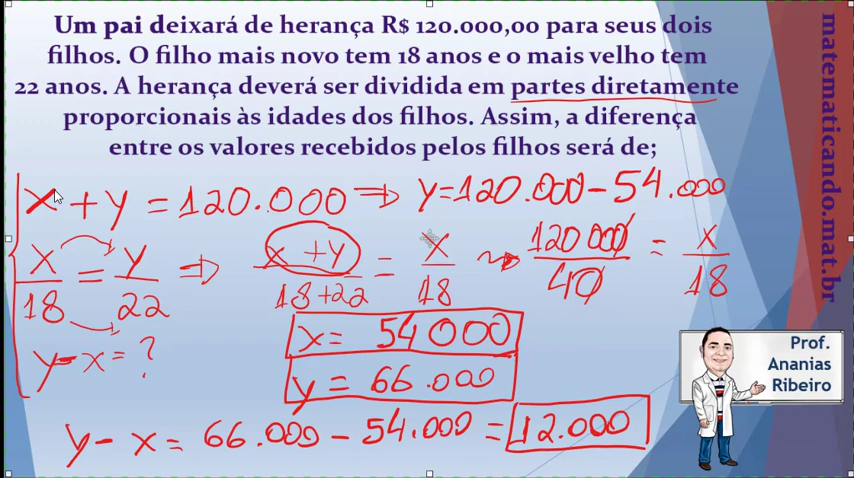 Um pai deixará de herança R$ 120.000,00 para seus dois
filhos. O filho mais novo tem 18 anos e o mais velho tem
22 anos. A herança deverá ser dividida em partes diretamente
proporcionais às idades dos filhos. Assim, a diferença
entre os valores recebidos pelos filhos será de;
x + y = 120.000 ⇒ y = 120.000 - 54.000
x/18 = y/22 ⇒ x + y/18+22 = x/18 ⇝ 120 000/40 = x/18
y - x = ?
x = 54 000
y = 66.000
y - x = 66.000 - 54.000 = 12.000
matematicando.mat.br
Prof.
Ananias
Ribeiro